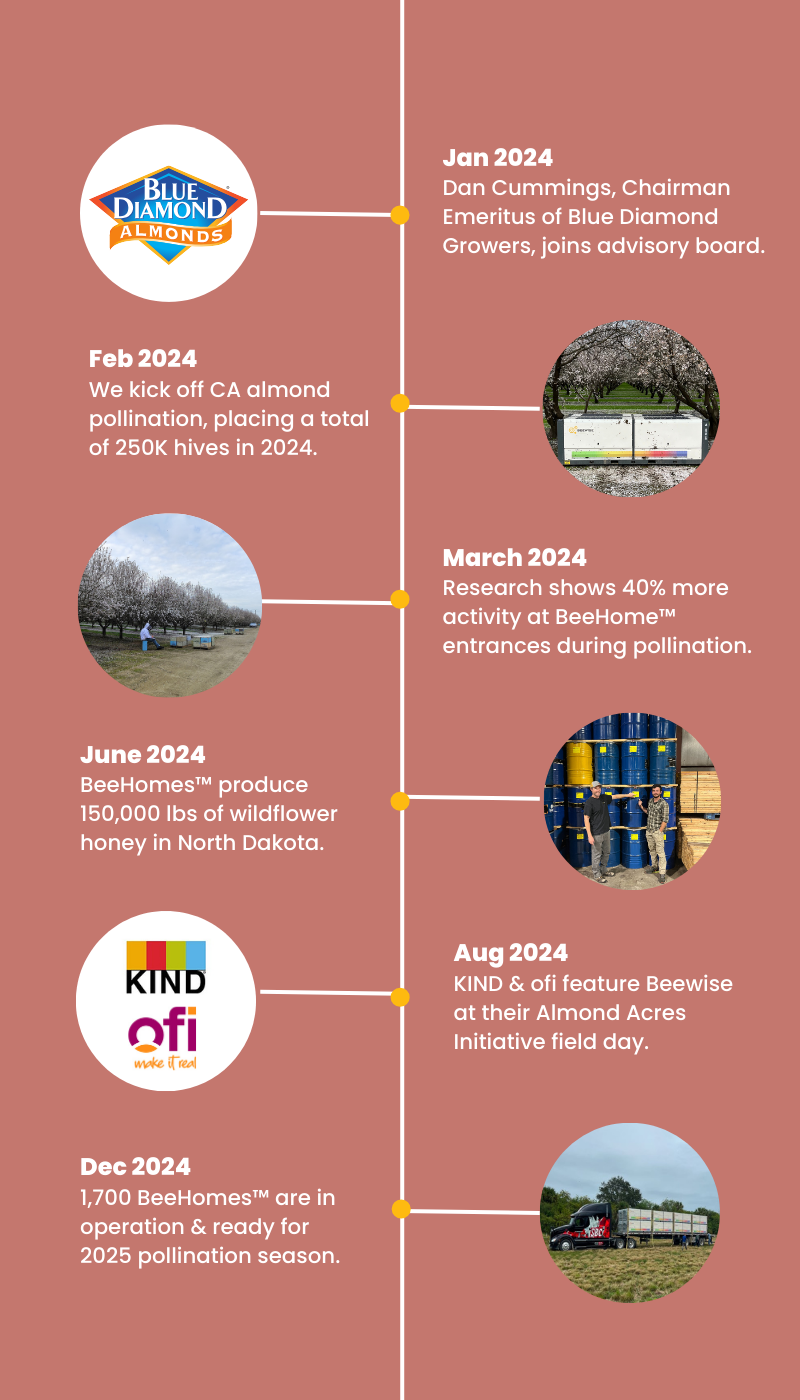 BLUE
DIAMOND
ALMONDS
Jan 2024
Dan Cummings, Chairman
Emeritus of Blue Diamond
Growers, joins advisory board.
Feb 2024
We kick off CA almond
pollination, placing a total
of 250K hives in 2024.
BEEWISE
March 2024
Research shows 40% more
activity at BeeHome™
entrances during pollination.
June 2024
BeeHomes™ produce
150,000 lbs of wildflower
honey in North Dakota.
KIND
ofi
make it real
Aug 2024
KIND & ofi feature Beewise
at their Almond Acres
Initiative field day.
Dec 2024
1,700 BeeHomes™ are in
operation & ready for
2025 pollination season.